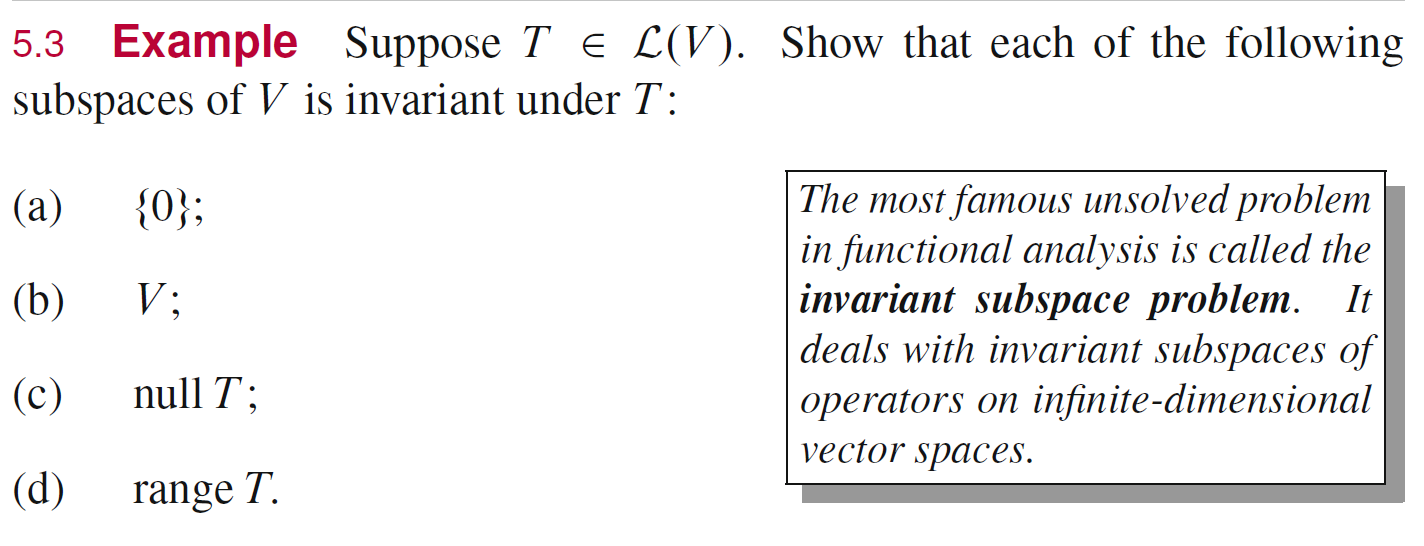 5.3 Example Suppose T ∈ ℒ(V). Show that each of the following
subspaces of V is invariant under T:
(a) {0};
(b) V;
(c) null T;
(d) range T.
The most famous unsolved problem
in functional analysis is called the
invariant subspace problem. It
deals with invariant subspaces of
operators on infinite-dimensional
vector spaces.